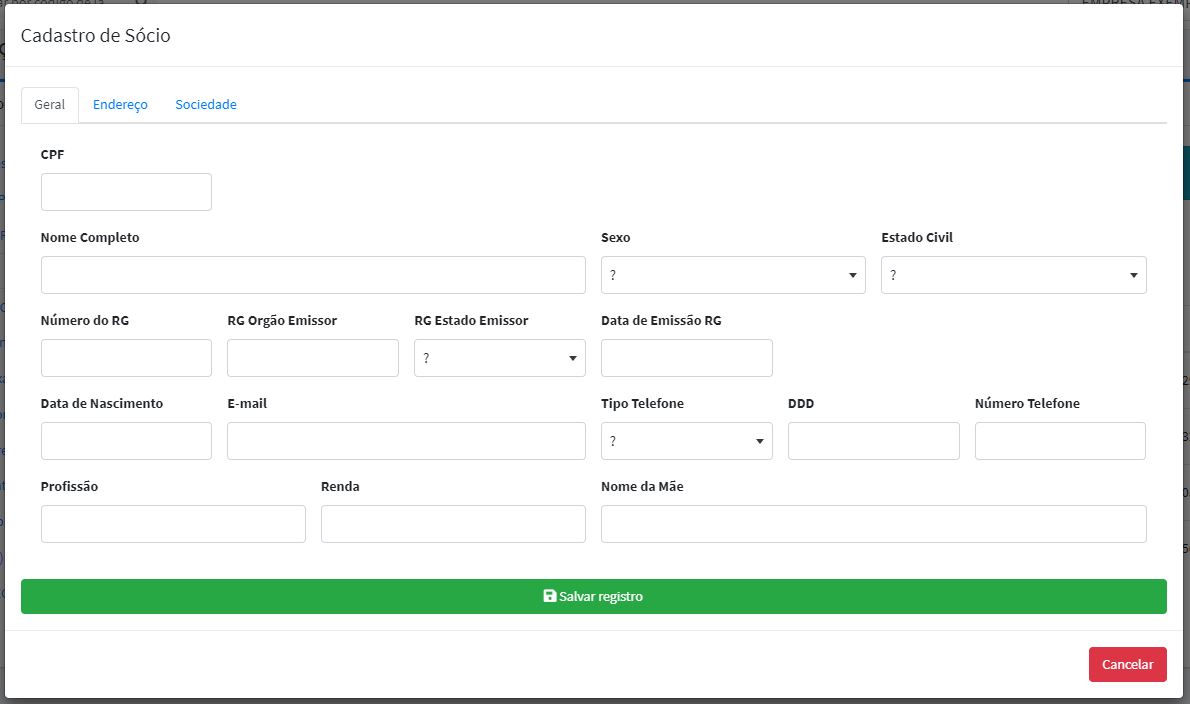 Cadastro de Sócio
Geral Endereço Sociedade
CPF
Nome Completo Sexo Estado Civil
? ?
Número do RG RG Orgão Emissor RG Estado Emissor Data de Emissão RG
?
Data de Nascimento E-mail Tipo Telefone DDD Número Telefone
?
Profissão Renda Nome da Mãe
Salvar registro
Cancelar